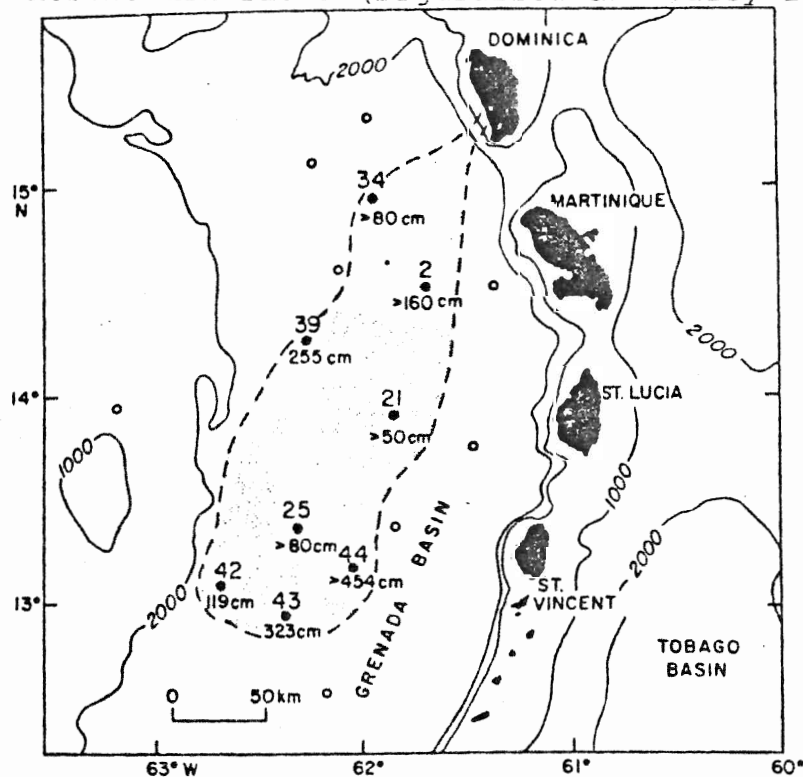 DOMINICA
2000
34
>80 cm
15°
N
MARTINIQUE
2
>160 cm
39
255 cm
2000
21
>50 cm
14°
ST. LUCIA
1000
25
>80 cm
44
>454 cm
1000
42
119 cm
43
323 cm
13°
2000
2000
GRENADA BASIN
ST.
VINCENT
TOBAGO
BASIN
0 50 km
63° W
62°
61°
60°